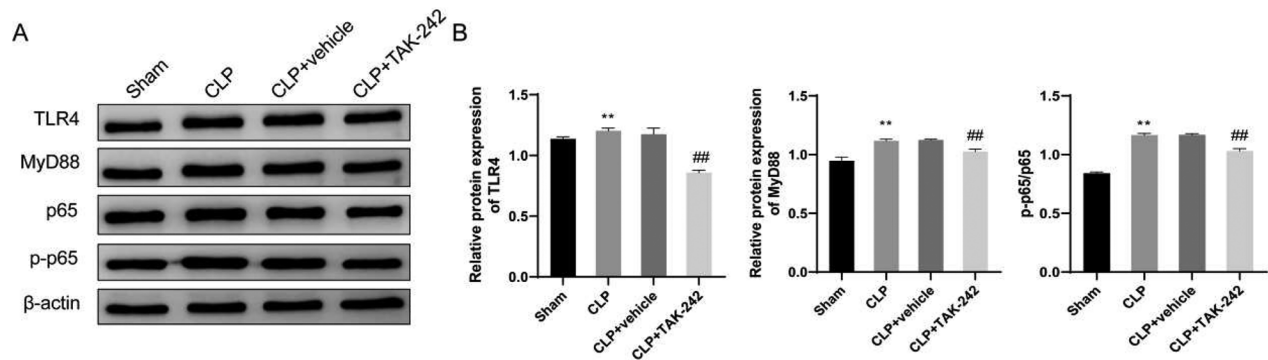 A
Sham
CLP
CLP+vehicle
CLP+TAK-242
TLR4
MyD88
p65
p-p65
β-actin
B
Relative protein expression
of TLR4
1.5
1.0
0.5
0.0
**
##
Sham
CLP
CLP+vehicle
CLP+TAK-242
Relative protein expression
of MyD88
1.5
1.0
0.5
0.0
**
##
Sham
CLP
CLP+vehicle
CLP+TAK-242
p-p65/p65
1.5
1.0
0.5
0.0
**
##
Sham
CLP
CLP+vehicle
CLP+TAK-242